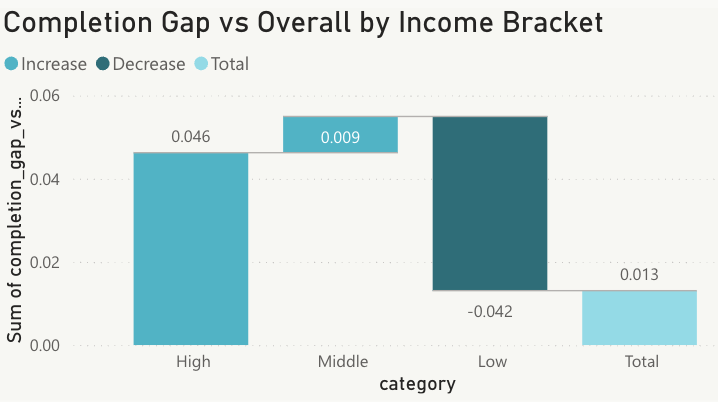 Completion Gap vs Overall by Income Bracket
Increase Decrease Total
Sum of completion_gap_vs...
0.06
0.04
0.02
0.00
0.046
0.009
-0.042
0.013
High Middle Low Total
category